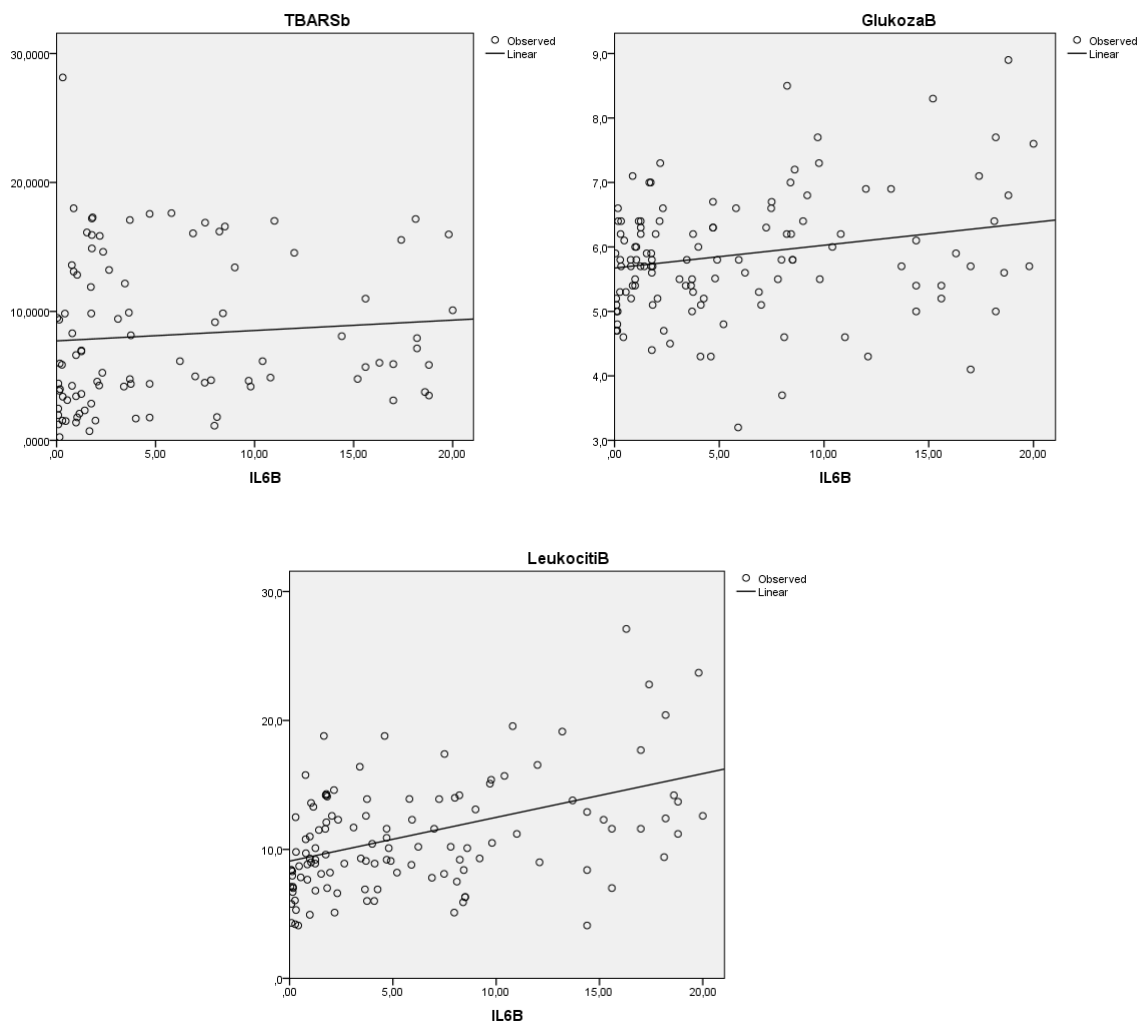 TBARSb
Observed
Linear
30,0000
20,0000
10,0000
,0000
,00 5,00 10,00 15,00 20,00
IL6B
GlukozaB
Observed
Linear
9,0
8,0
7,0
6,0
5,0
4,0
3,0
,00 5,00 10,00 15,00 20,00
IL6B
LeukocitiB
Observed
Linear
30,0
20,0
10,0
,0
,00 5,00 10,00 15,00 20,00
IL6B